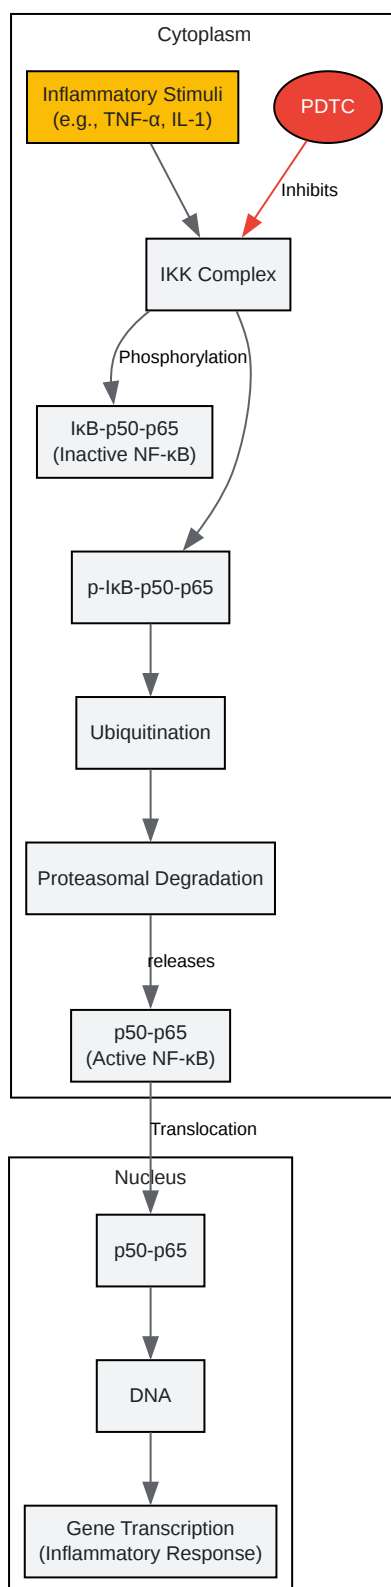 Cytoplasm
Inflammatory Stimuli
(e.g., TNF-α, IL-1)
PDTC
Inhibits
IKK Complex
Phosphorylation
IκB-p50-p65
(Inactive NF-κB)
p-IκB-p50-p65
Ubiquitination
Proteasomal Degradation
releases
p50-p65
(Active NF-κB)
Translocation
Nucleus
p50-p65
DNA
Gene Transcription
(Inflammatory Response)